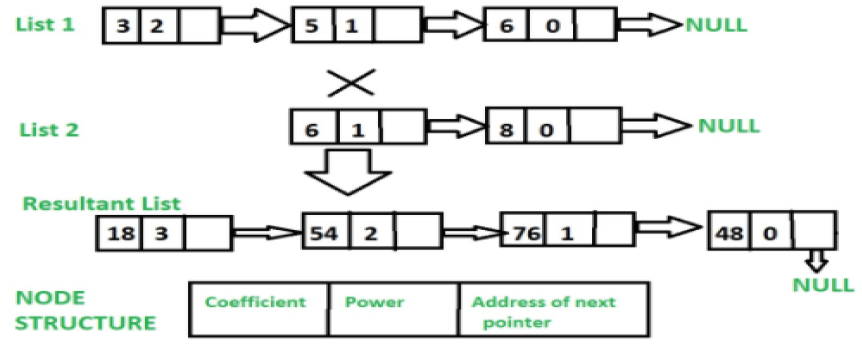 List 1 3 2 5 1 6 0 NULL
List 2 6 1 8 0 NULL
Resultant List
18 3 54 2 76 1 48 0
NULL
NODE STRUCTURE Coefficient Power Address of next pointer